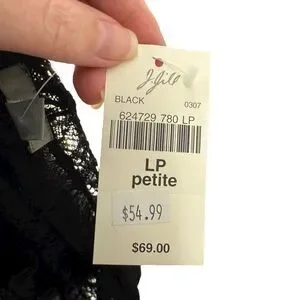 J.Jill
BLACK 0307
624729 780 LP
LP
petite
$54.99
$69.00